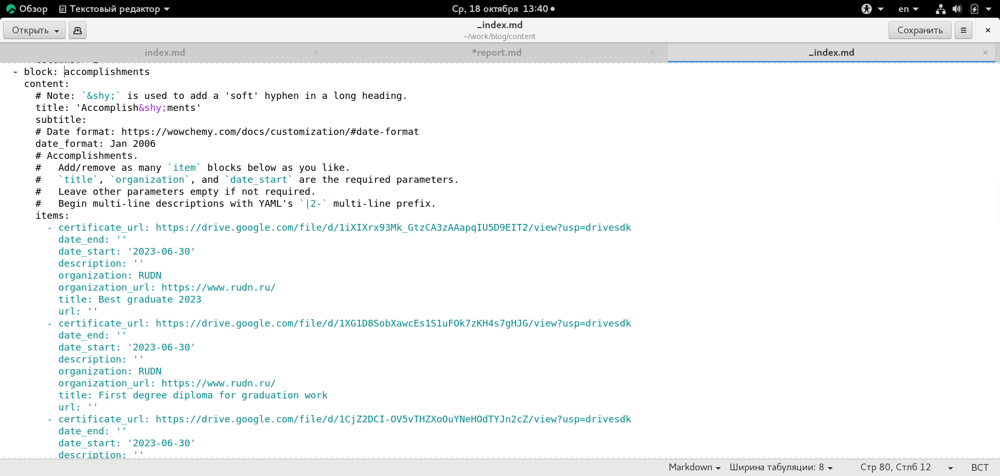 Обзор Текстовый редактор Ср, 18 октября 13:40 en
Открыть _index.md Сохранить
~/work/blog/content
index.md *report.md _index.md
- block: accomplishments
content:
# Note: `&shy;` is used to add a 'soft' hyphen in a long heading.
title: 'Accomplish&shy;ments'
subtitle:
# Date format: https://wowchemy.com/docs/customization/#date-format
date_format: Jan 2006
# Accomplishments.
#   Add/remove as many `item` blocks below as you like.
#   `title`, `organization`, and `date_start` are the required parameters.
#   Leave other parameters empty if not required.
#   Begin multi-line descriptions with YAML's `|2-` multi-line prefix.
items:
- certificate_url: https://drive.google.com/file/d/1iXIXrx93Mk_GtzCA3zAAapqIU5D9EIT2/view?usp=drivesdk
date_end: ''
date_start: '2023-06-30'
description: ''
organization: RUDN
organization_url: https://www.rudn.ru/
title: Best graduate 2023
url: ''
- certificate_url: https://drive.google.com/file/d/1XG1D8SobXawcEs1S1uFOk7zKH4s7gHJG/view?usp=drivesdk
date_end: ''
date_start: '2023-06-30'
description: ''
organization: RUDN
organization_url: https://www.rudn.ru/
title: First degree diploma for graduation work
url: ''
- certificate_url: https://drive.google.com/file/d/1CjZ2DCI-OV5vTHZXoOuYNeHOdTYJn2cZ/view?usp=drivesdk
date_end: ''
date_start: '2023-06-30'
description: ''
Markdown Ширина табуляции: 8 Стр 80, Стлб 12 ВСТ